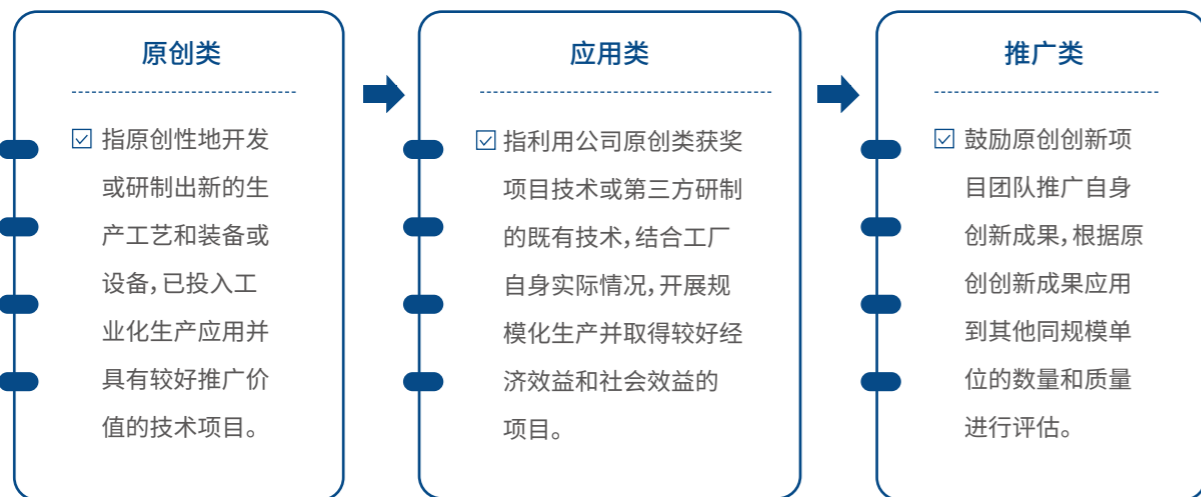 原创类
指原创性地开发
或研制出新的生
产工艺和装备或
设备,已投入工
业化生产应用并
具有较好推广价
值的技术项目。
应用类
指利用公司原创类获奖
项目技术或第三方研制
的既有技术,结合工厂
自身实际情况,开展规
模化生产并取得较好经
济效益和社会效益的
项目。
推广类
鼓励原创创新项
目团队推广自身
创新成果,根据原
创创新成果应用
到其他同规模单
位的数量和质量
进行评估。